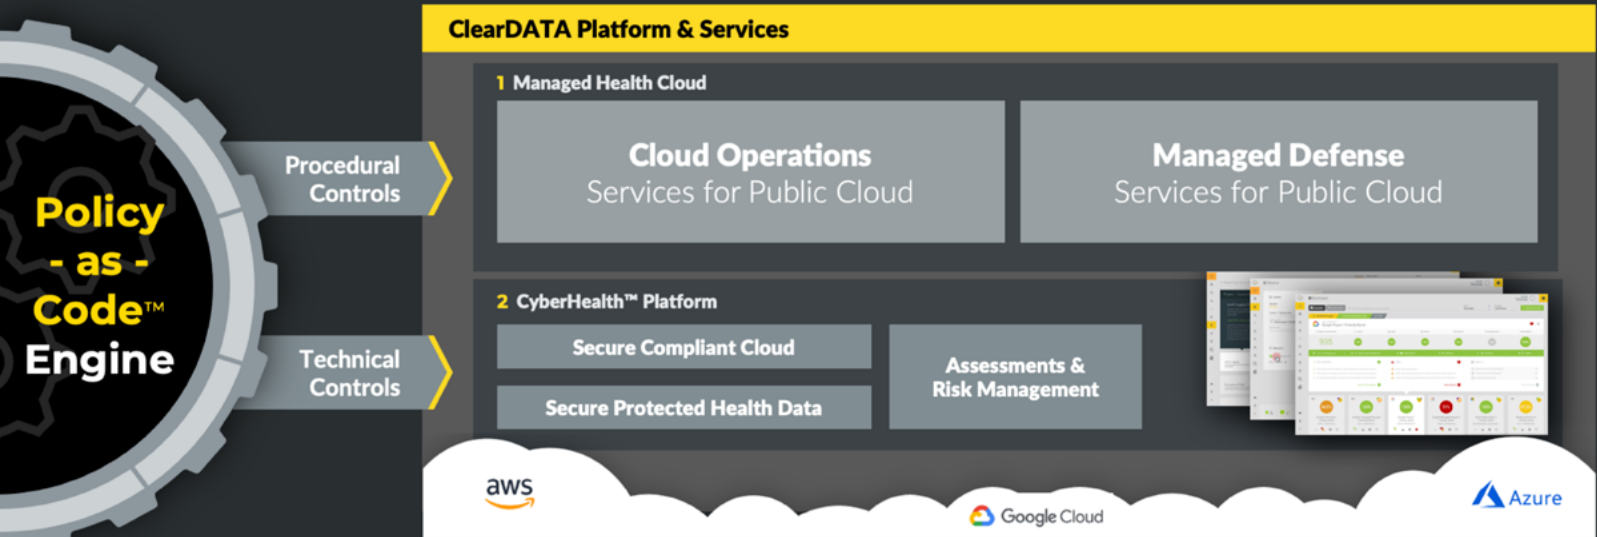 ClearDATA Platform & Services
1 Managed Health Cloud
Cloud Operations
Services for Public Cloud
Managed Defense
Services for Public Cloud
Procedural
Controls
Policy
- as -
Code™
Engine
Technical
Controls
2 CyberHealth™ Platform
Secure Compliant Cloud
Secure Protected Health Data
Assessments &
Risk Management
aws
Google Cloud
Azure